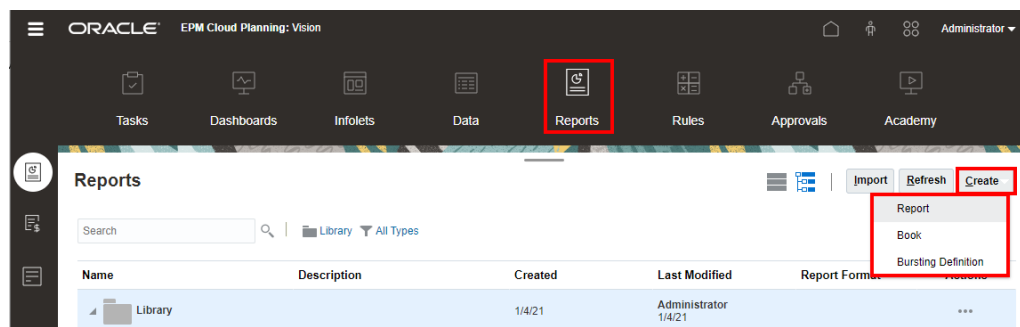 ORACLE EPM Cloud Planning: Vision Administrator
Tasks Dashboards Infolets Data Reports Rules Approvals Academy
Reports Import Refresh Create
Report
Search Library All Types
Book
Bursting Definition
Name Description Created Last Modified Report Format Actions
Library 1/4/21 Administrator
1/4/21